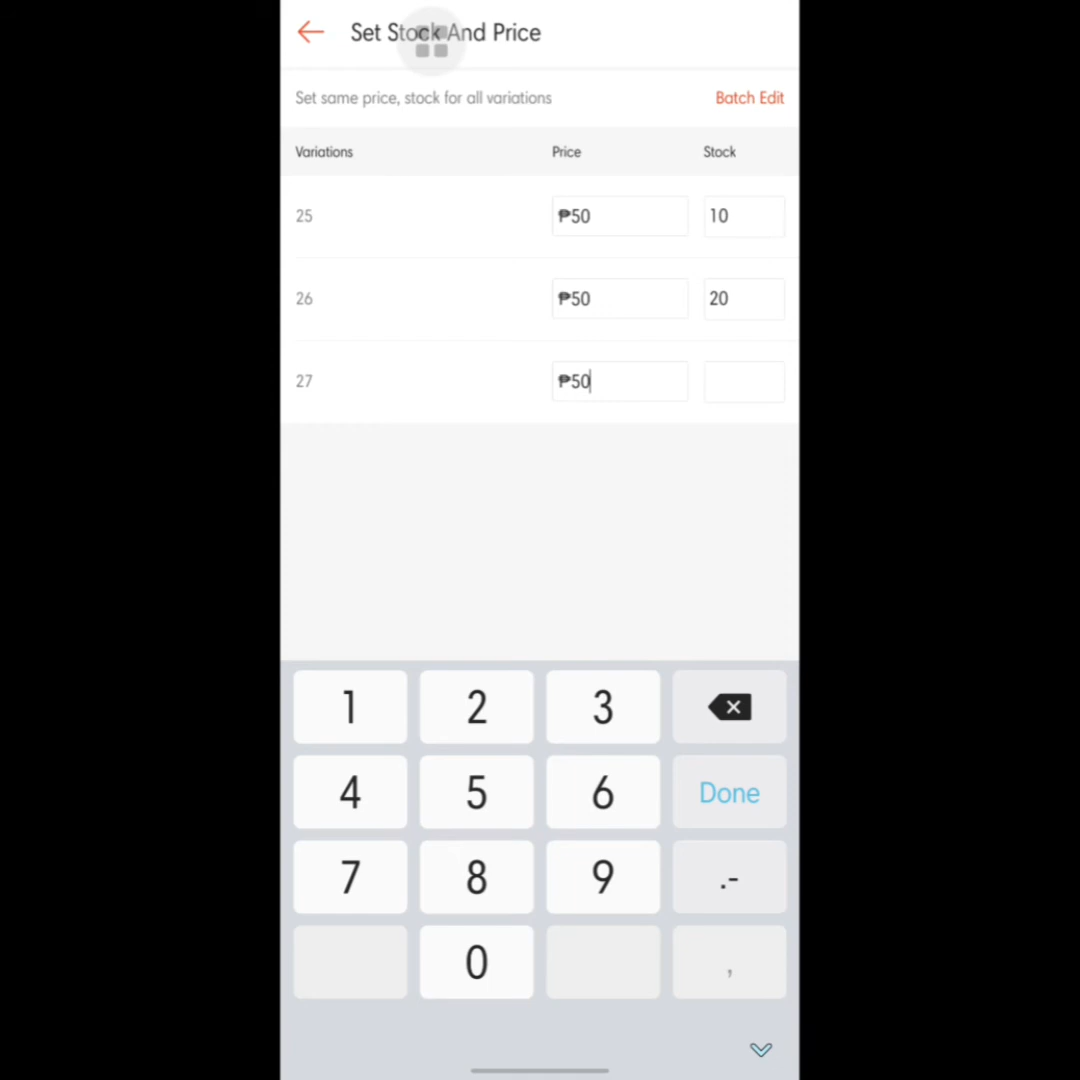 Set Stock And Price
Set same price, stock for all variations Batch Edit
Variations Price Stock
25 ₱50 10
26 ₱50 20
27 ₱50
1 2 3
4 5 6 Done
7 8 9 .-
0 ,